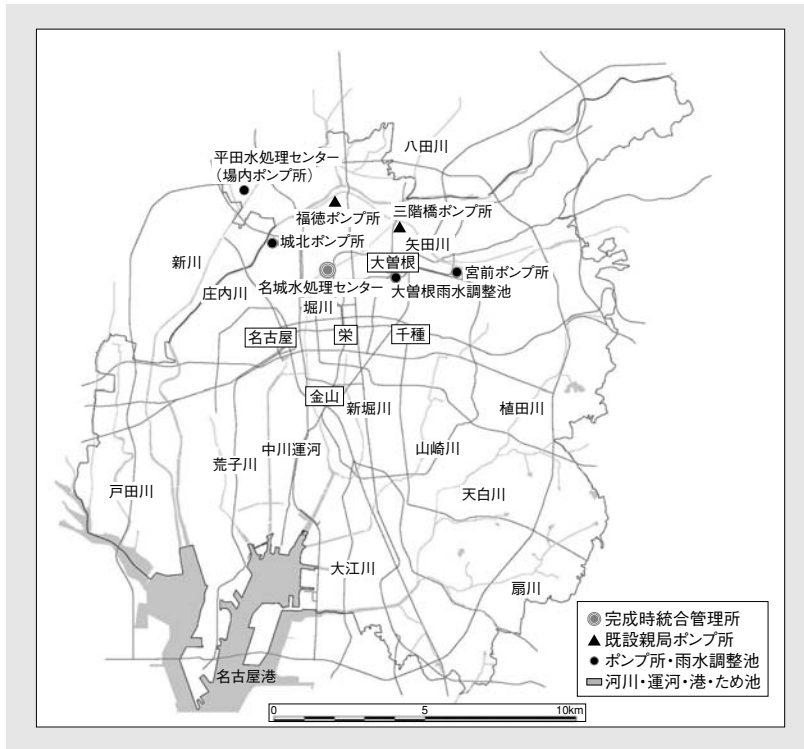 八田川
平田水処理センター
(場内ポンプ所)
福徳ポンプ所
三階橋ポンプ所
城北ポンプ所
矢田川
新川
大曽根
宮前ポンプ所
庄内川
名城水処理センター
大曽根雨水調整池
堀川
名古屋
栄
千種
金山
新堀川
植田川
中川運河
山崎川
荒子川
戸田川
天白川
大江川
扇川
名古屋港
完成時統合管理所
既設親局ポンプ所
ポンプ所・雨水調整池
河川・運河・港・ため池
0 5 10km